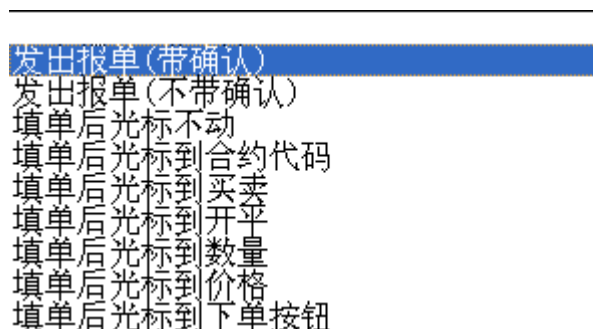 发出报单(带确认)
发出报单(不带确认)
填单后光标不动
填单后光标到合约代码
填单后光标到买卖
填单后光标到开平
填单后光标到数量
填单后光标到价格
填单后光标到下单按钮